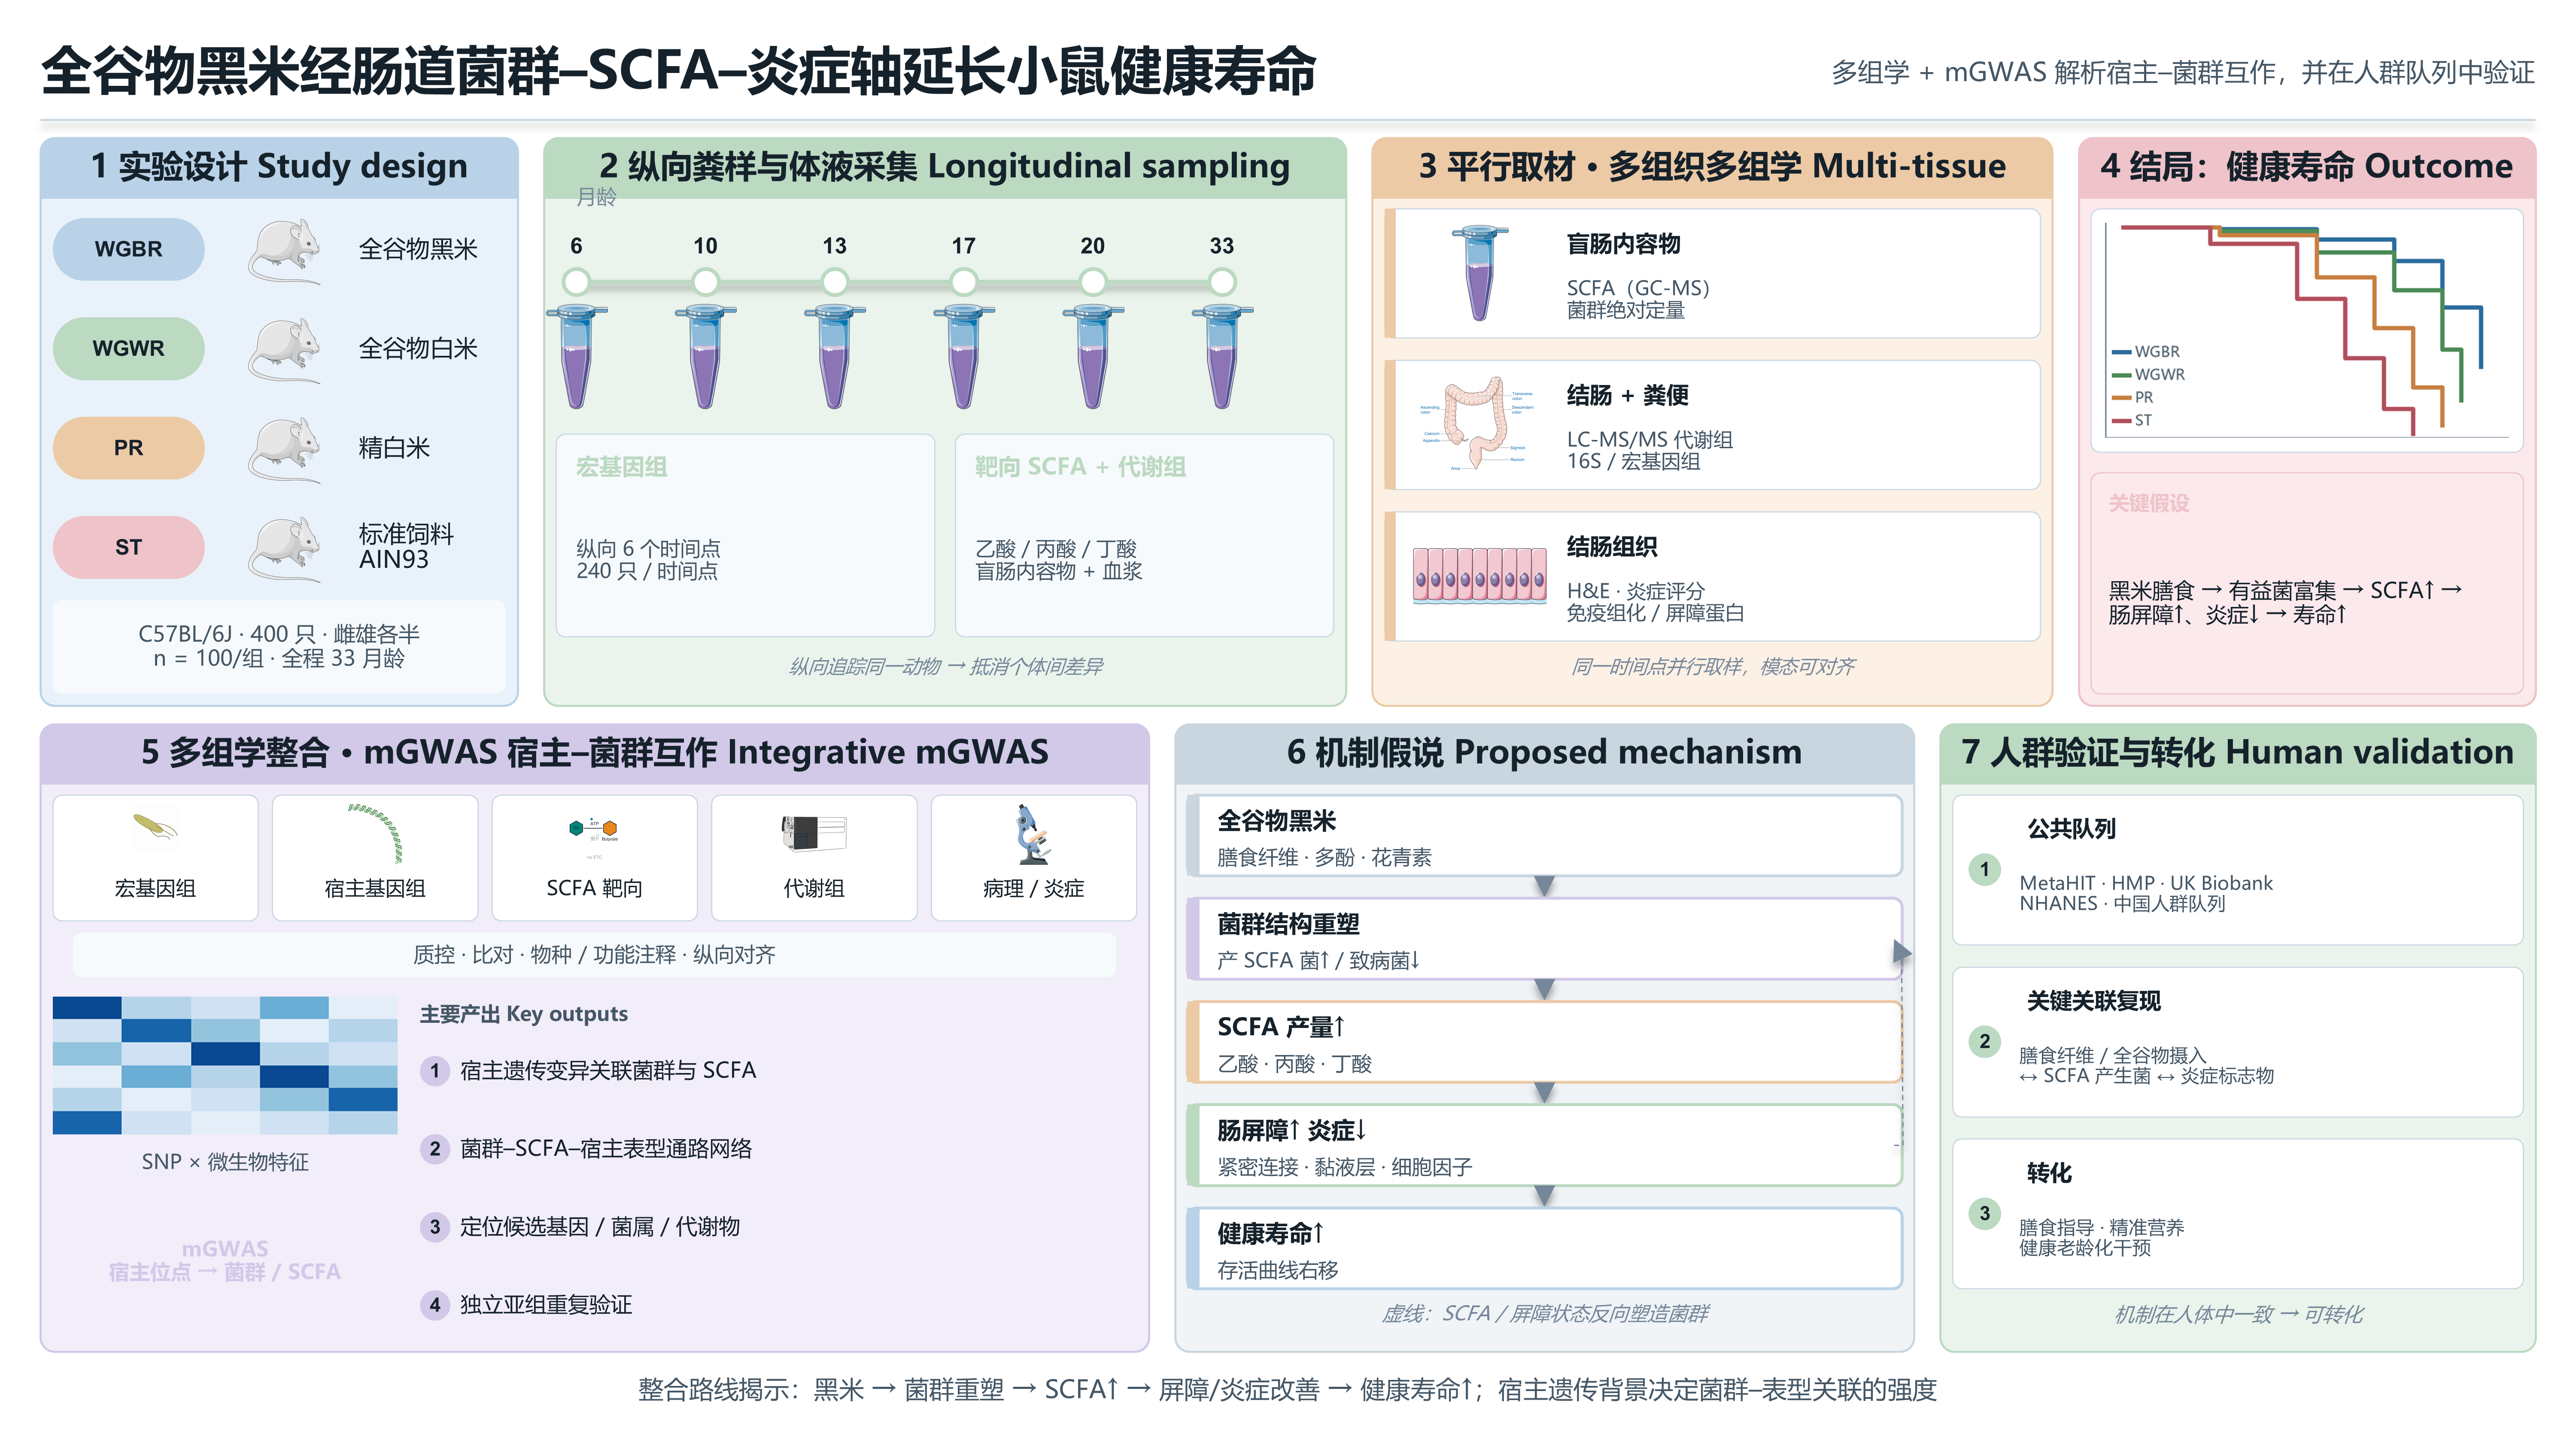 全谷物黑米经肠道菌群–SCFA–炎症轴延长小鼠健康寿命
多组学 + mGWAS 解析宿主–菌群互作，并在人群队列中验证
1 实验设计 Study design
WGBR
全谷物黑米
WGWR
全谷物白米
PR
精白米
ST
标准饲料
AIN93
C57BL/6J · 400 只 · 雌雄各半
n = 100/组 · 全程 33 月龄
2 纵向粪样与体液采集 Longitudinal sampling
月龄
6 10 13 17 20 33
宏基因组
纵向 6 个时间点
240 只 / 时间点
靶向 SCFA + 代谢组
乙酸 / 丙酸 / 丁酸
盲肠内容物 + 血浆
纵向追踪同一动物 → 抵消个体间差异
3 平行取材 • 多组织多组学 Multi-tissue
盲肠内容物
SCFA（GC-MS）
菌群绝对定量
Ascending
colon
Caecum
Appendix
Anus
Transverse
colon
Descendant
colon
Sigmoid
Rectum
结肠 + 粪便
LC-MS/MS 代谢组
16S / 宏基因组
结肠组织
H&E · 炎症评分
免疫组化 / 屏障蛋白
同一时间点并行取样，模态可对齐
4 结局：健康寿命 Outcome
WGBR
WGWR
PR
ST
关键假设
黑米膳食 → 有益菌富集 → SCFA↑ →
肠屏障↑、炎症↓ → 寿命↑
5 多组学整合 • mGWAS 宿主–菌群互作 Integrative mGWAS
宏基因组
宿主基因组
ATP
Butyrate
SCFA 靶向
代谢组
病理 / 炎症
质控 · 比对 · 物种 / 功能注释 · 纵向对齐
SNP × 微生物特征
mGWAS
宿主位点 → 菌群 / SCFA
主要产出 Key outputs
1 宿主遗传变异关联菌群与 SCFA
2 菌群–SCFA–宿主表型通路网络
3 定位候选基因 / 菌属 / 代谢物
4 独立亚组重复验证
6 机制假说 Proposed mechanism
全谷物黑米
膳食纤维 · 多酚 · 花青素
菌群结构重塑
产 SCFA 菌↑ / 致病菌↓
SCFA 产量↑
乙酸 · 丙酸 · 丁酸
肠屏障↑ 炎症↓
紧密连接 · 黏液层 · 细胞因子
健康寿命↑
存活曲线右移
虚线：SCFA / 屏障状态反向塑造菌群
7 人群验证与转化 Human validation
1
公共队列
MetaHIT · HMP · UK Biobank
NHANES · 中国人群队列
2
关键关联复现
膳食纤维 / 全谷物摄入
↔ SCFA 产生菌 ↔ 炎症标志物
3
转化
膳食指导 · 精准营养
健康老龄化干预
机制在人体中一致 → 可转化
整合路线揭示：黑米 → 菌群重塑 → SCFA↑ → 屏障/炎症改善 → 健康寿命↑；宿主遗传背景决定菌群–表型关联的强度